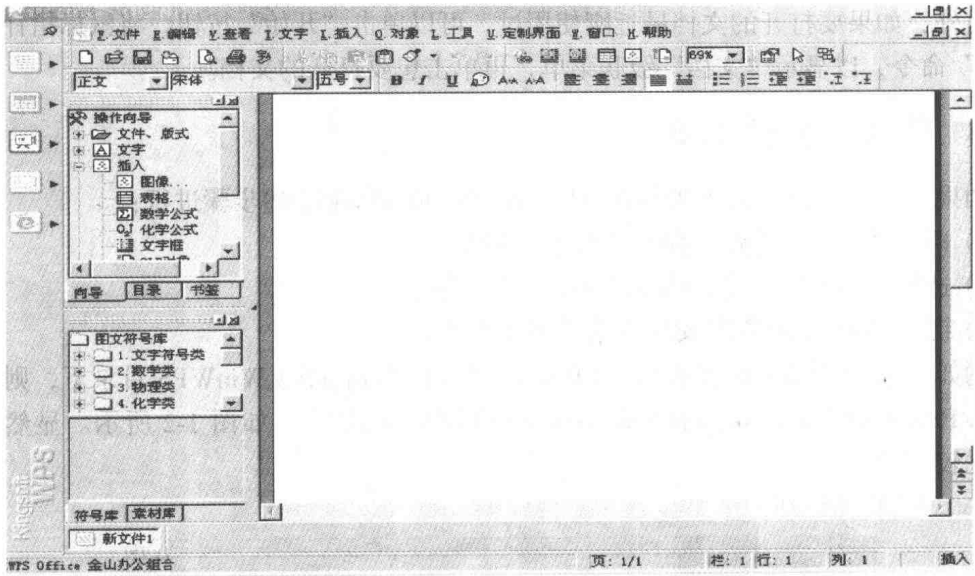 F.文件 E.编辑 V.查看 I.文字 L.插入 Q.对象 L.工具 U.定制界面 W.窗口 H.帮助
69%
正文 宋体 五号 B I U
操作向导
文件、版式
文字
插入
图像
表格
数学公式
化学公式
文字框
向导 目录 书签
图文符号库
1.文字符号类
2.数学类
3.物理类
4.化学类
Kingsoft WPS
符号库 素材库
新文件1
WPS Office 金山办公组合 页: 1/1 栏: 1 行: 1 列: 1 插入